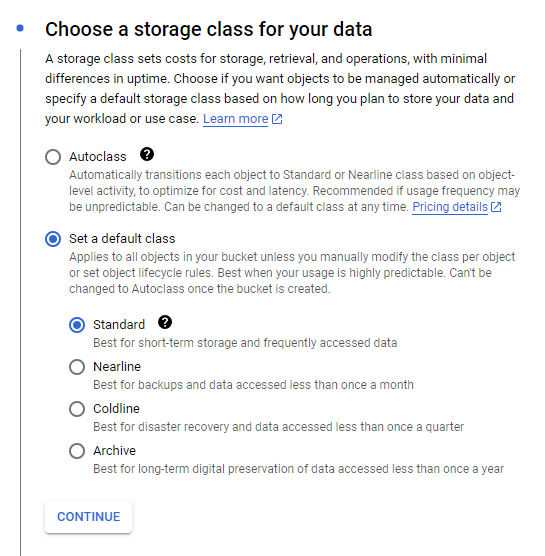 Choose a storage class for your data
A storage class sets costs for storage, retrieval, and operations, with minimal
differences in uptime. Choose if you want objects to be managed automatically or
specify a default storage class based on how long you plan to store your data and
your workload or use case. Learn more
Autoclass ?
Automatically transitions each object to Standard or Nearline class based on object-
level activity, to optimize for cost and latency. Recommended if usage frequency may
be unpredictable. Can be changed to a default class at any time. Pricing details
Set a default class
Applies to all objects in your bucket unless you manually modify the class per object
or set object lifecycle rules. Best when your usage is highly predictable. Can't be
changed to Autoclass once the bucket is created.
Standard ?
Best for short-term storage and frequently accessed data
Nearline
Best for backups and data accessed less than once a month
Coldline
Best for disaster recovery and data accessed less than once a quarter
Archive
Best for long-term digital preservation of data accessed less than once a year
CONTINUE